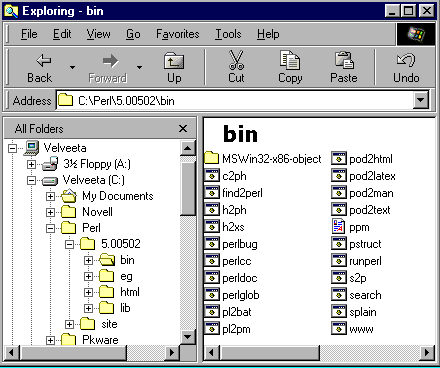 Exploring - bin
File Edit View Go Favorites Tools Help
Back Forward Up Cut Copy Paste Undo
Address C:\Perl\5.00502\bin
All Folders
Velveeta
3½ Floppy (A:)
Velveeta (C:)
My Documents
Novell
Perl
5.00502
bin
eg
html
lib
site
Pkware
bin
MSWin32-x86-object
c2ph
find2perl
h2ph
h2xs
perlbug
perlcc
perldoc
perlglob
pl2bat
pl2pm
pod2html
pod2latex
pod2man
pod2text
ppm
pstruct
runperl
s2p
search
splain
www